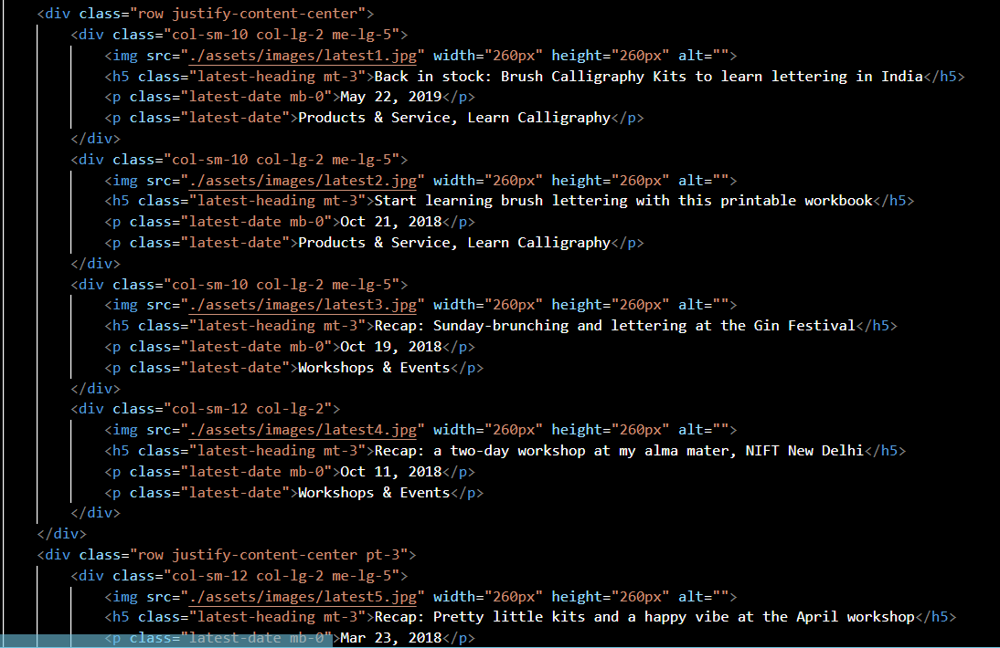 <div class="row justify-content-center">
<div class="col-sm-10 col-lg-2 me-lg-5">
<img src="./assets/images/latest1.jpg" width="260px" height="260px" alt="">
<h5 class="latest-heading mt-3">Back in stock: Brush Calligraphy Kits to learn lettering in India</h5>
<p class="latest-date mb-0">May 22, 2019</p>
<p class="latest-date">Products & Service, Learn Calligraphy</p>
</div>
<div class="col-sm-10 col-lg-2 me-lg-5">
<img src="./assets/images/latest2.jpg" width="260px" height="260px" alt="">
<h5 class="latest-heading mt-3">Start learning brush lettering with this printable workbook</h5>
<p class="latest-date mb-0">Oct 21, 2018</p>
<p class="latest-date">Products & Service, Learn Calligraphy</p>
</div>
<div class="col-sm-10 col-lg-2 me-lg-5">
<img src="./assets/images/latest3.jpg" width="260px" height="260px" alt="">
<h5 class="latest-heading mt-3">Recap: Sunday-brunching and lettering at the Gin Festival</h5>
<p class="latest-date mb-0">Oct 19, 2018</p>
<p class="latest-date">Workshops & Events</p>
</div>
<div class="col-sm-12 col-lg-2">
<img src="./assets/images/latest4.jpg" width="260px" height="260px" alt="">
<h5 class="latest-heading mt-3">Recap: a two-day workshop at my alma mater, NIFT New Delhi</h5>
<p class="latest-date mb-0">Oct 11, 2018</p>
<p class="latest-date">Workshops & Events</p>
</div>
</div>
<div class="row justify-content-center pt-3">
<div class="col-sm-12 col-lg-2 me-lg-5">
<img src="./assets/images/latest5.jpg" width="260px" height="260px" alt="">
<h5 class="latest-heading mt-3">Recap: Pretty little kits and a happy vibe at the April workshop</h5>
<p class="latest-date mb-0">Mar 23, 2018</p>